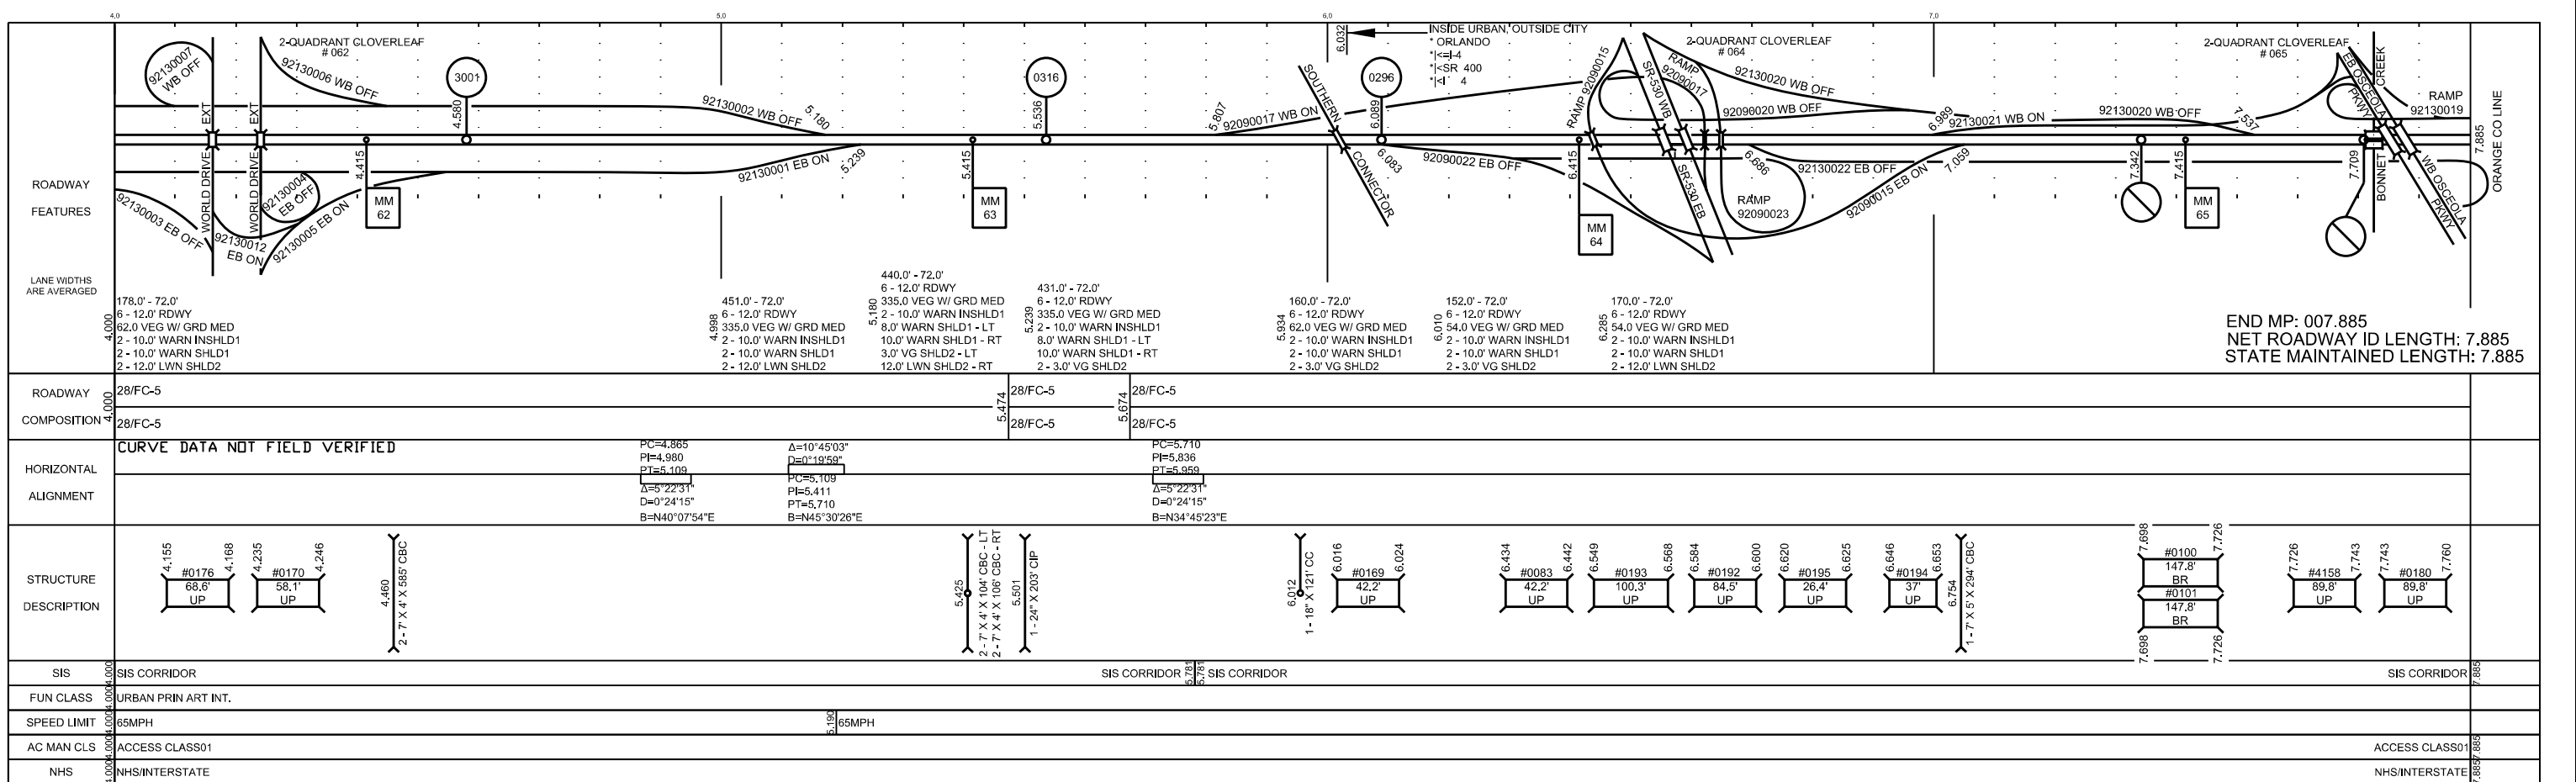 4.0
5.0
6.0
7.0
ROADWAY
FEATURES
LANE WIDTHS
ARE AVERAGED
92130007
WB OFF
WORLD DRIVE EXT
WORLD DRIVE EXT
2-QUADRANT CLOVERLEAF
# 062
92130006 WB OFF
92130003 EB OFF
92130012
EB ON
92130004
EB OFF
92130005 EB ON
4.415
MM
62
3001
4.580
92130002 WB OFF
5.180
92130001 EB ON
5.239
5.415
MM
63
0316
5.536
5.807
92090017 WB ON
SOUTHERN
CONNECTOR
6.032
INSIDE URBAN, OUTSIDE CITY
* ORLANDO
*|<=I-4
*|<SR 400
*|<I 4
0296
6.089
6.083
92090022 EB OFF
6.415
MM
64
RAMP 92090015
SR-530 WB
SR-530 EB
RAMP
92090017
2-QUADRANT CLOVERLEAF
# 064
92130020 WB OFF
92090020 WB OFF
6.686
RAMP
92090023
92130022 EB OFF
92090015 EB ON
7.059
6.989
92130021 WB ON
92130020 WB OFF
7.537
7.342
7.415
MM
65
2-QUADRANT CLOVERLEAF
# 065
7.709
BONNET
CREEK
EB OSCEOLA
PKWY
WB OSCEOLA
PKWY
RAMP
92130019
7.885
ORANGE CO LINE
4.000
178.0' - 72.0'
6 - 12.0' RDWY
62.0 VEG W/ GRD MED
2 - 10.0' WARN INSHLD1
2 - 10.0' WARN SHLD1
2 - 12.0' LWN SHLD2
4.998
451.0' - 72.0'
6 - 12.0' RDWY
335.0 VEG W/ GRD MED
2 - 10.0' WARN INSHLD1
2 - 10.0' WARN SHLD1
2 - 12.0' LWN SHLD2
5.180
440.0' - 72.0'
6 - 12.0' RDWY
335.0 VEG W/ GRD MED
2 - 10.0' WARN INSHLD1
8.0' WARN SHLD1 - LT
10.0' WARN SHLD1 - RT
3.0' VG SHLD2 - LT
12.0' LWN SHLD2 - RT
5.239
431.0' - 72.0'
6 - 12.0' RDWY
335.0 VEG W/ GRD MED
2 - 10.0' WARN INSHLD1
8.0' WARN SHLD1 - LT
10.0' WARN SHLD1 - RT
2 - 3.0' VG SHLD2
5.934
160.0' - 72.0'
6 - 12.0' RDWY
62.0 VEG W/ GRD MED
2 - 10.0' WARN INSHLD1
2 - 10.0' WARN SHLD1
2 - 3.0' VG SHLD2
6.010
152.0' - 72.0'
6 - 12.0' RDWY
54.0 VEG W/ GRD MED
2 - 10.0' WARN INSHLD1
2 - 10.0' WARN SHLD1
2 - 3.0' VG SHLD2
6.285
170.0' - 72.0'
6 - 12.0' RDWY
54.0 VEG W/ GRD MED
2 - 10.0' WARN INSHLD1
2 - 10.0' WARN SHLD1
2 - 12.0' LWN SHLD2
END MP: 007.885
NET ROADWAY ID LENGTH: 7.885
STATE MAINTAINED LENGTH: 7.885
ROADWAY
COMPOSITION
4.000
28/FC-5
28/FC-5
5.474
28/FC-5
28/FC-5
5.674
28/FC-5
28/FC-5
HORIZONTAL
ALIGNMENT
CURVE DATA NOT FIELD VERIFIED
PC=4.865
PI=4.980
PT=5.109
Δ=5°22'31"
D=0°24'15"
B=N40°07'54"E
Δ=10°45'03"
D=0°19'59"
PC=5.109
PI=5.411
PT=5.710
B=N45°30'26"E
PC=5.710
PI=5.836
PT=5.959
Δ=5°22'31"
D=0°24'15"
B=N34°45'23"E
STRUCTURE
DESCRIPTION
4.155
#0176
68.6'
UP
4.168
4.235
#0170
58.1'
UP
4.246
4.460
2 - 7' X 4' X 585' CBC
5.425
2 - 7' X 4' X 104' CBC - LT
2 - 7' X 4' X 106' CBC - RT
5.501
1 - 24" X 203' CIP
6.012
1 - 18" X 121' CC
6.016
#0169
42.2'
UP
6.024
6.434
#0083
42.2'
UP
6.442
6.549
#0193
100.3'
UP
6.568
6.584
#0192
84.5'
UP
6.600
6.620
#0195
26.4'
UP
6.625
6.646
#0194
37'
UP
6.653
6.754
1 - 7' X 5' X 294' CBC
7.698
#0100
147.8'
BR
7.726
7.698
#0101
147.8'
BR
7.726
7.726
#4158
89.8'
UP
7.743
7.743
#0180
89.8'
UP
7.760
SIS
4.000
SIS CORRIDOR
SIS CORRIDOR
5.781
5.781
SIS CORRIDOR
SIS CORRIDOR
7.885
FUN CLASS
4.000
URBAN PRIN ART INT.
SPEED LIMIT
4.000
65MPH
5.190
65MPH
AC MAN CLS
4.000
ACCESS CLASS01
ACCESS CLASS01
7.885
NHS
4.000
NHS/INTERSTATE
NHS/INTERSTATE
7.885